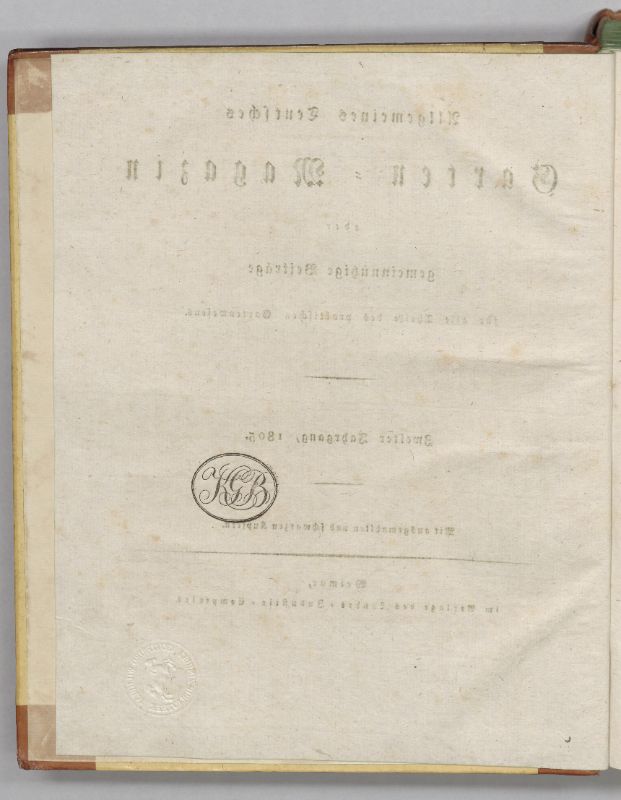 Allgemeines Teutsches
Garten = Magazin
oder
gemeinnützige Beiträge
für alle Theile des praktischen Gartenwesens.
Zweiter Jahrgang, 1805.
KGB
Mit ausgemahlten und schwarzen Kupfern.
Weimar,
im Verlage des Landes = Industrie = Comptoirs.